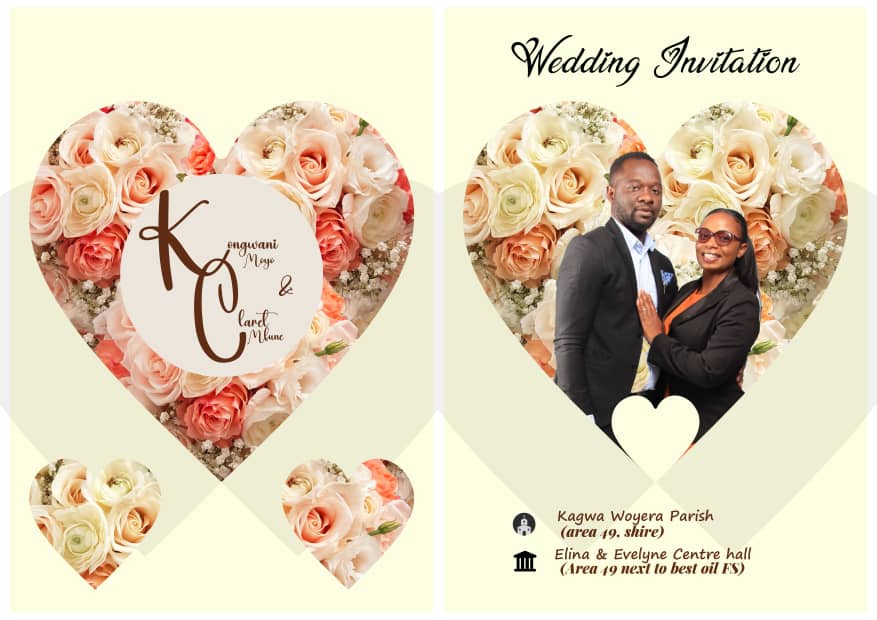 Kongwani
Moyo
&
Claret
Mbune
Wedding Invitation
Kagwa Woyera Parish
(area 49, shire)
Elina & Evelyne Centre hall
(Area 49 next to best oil FS)